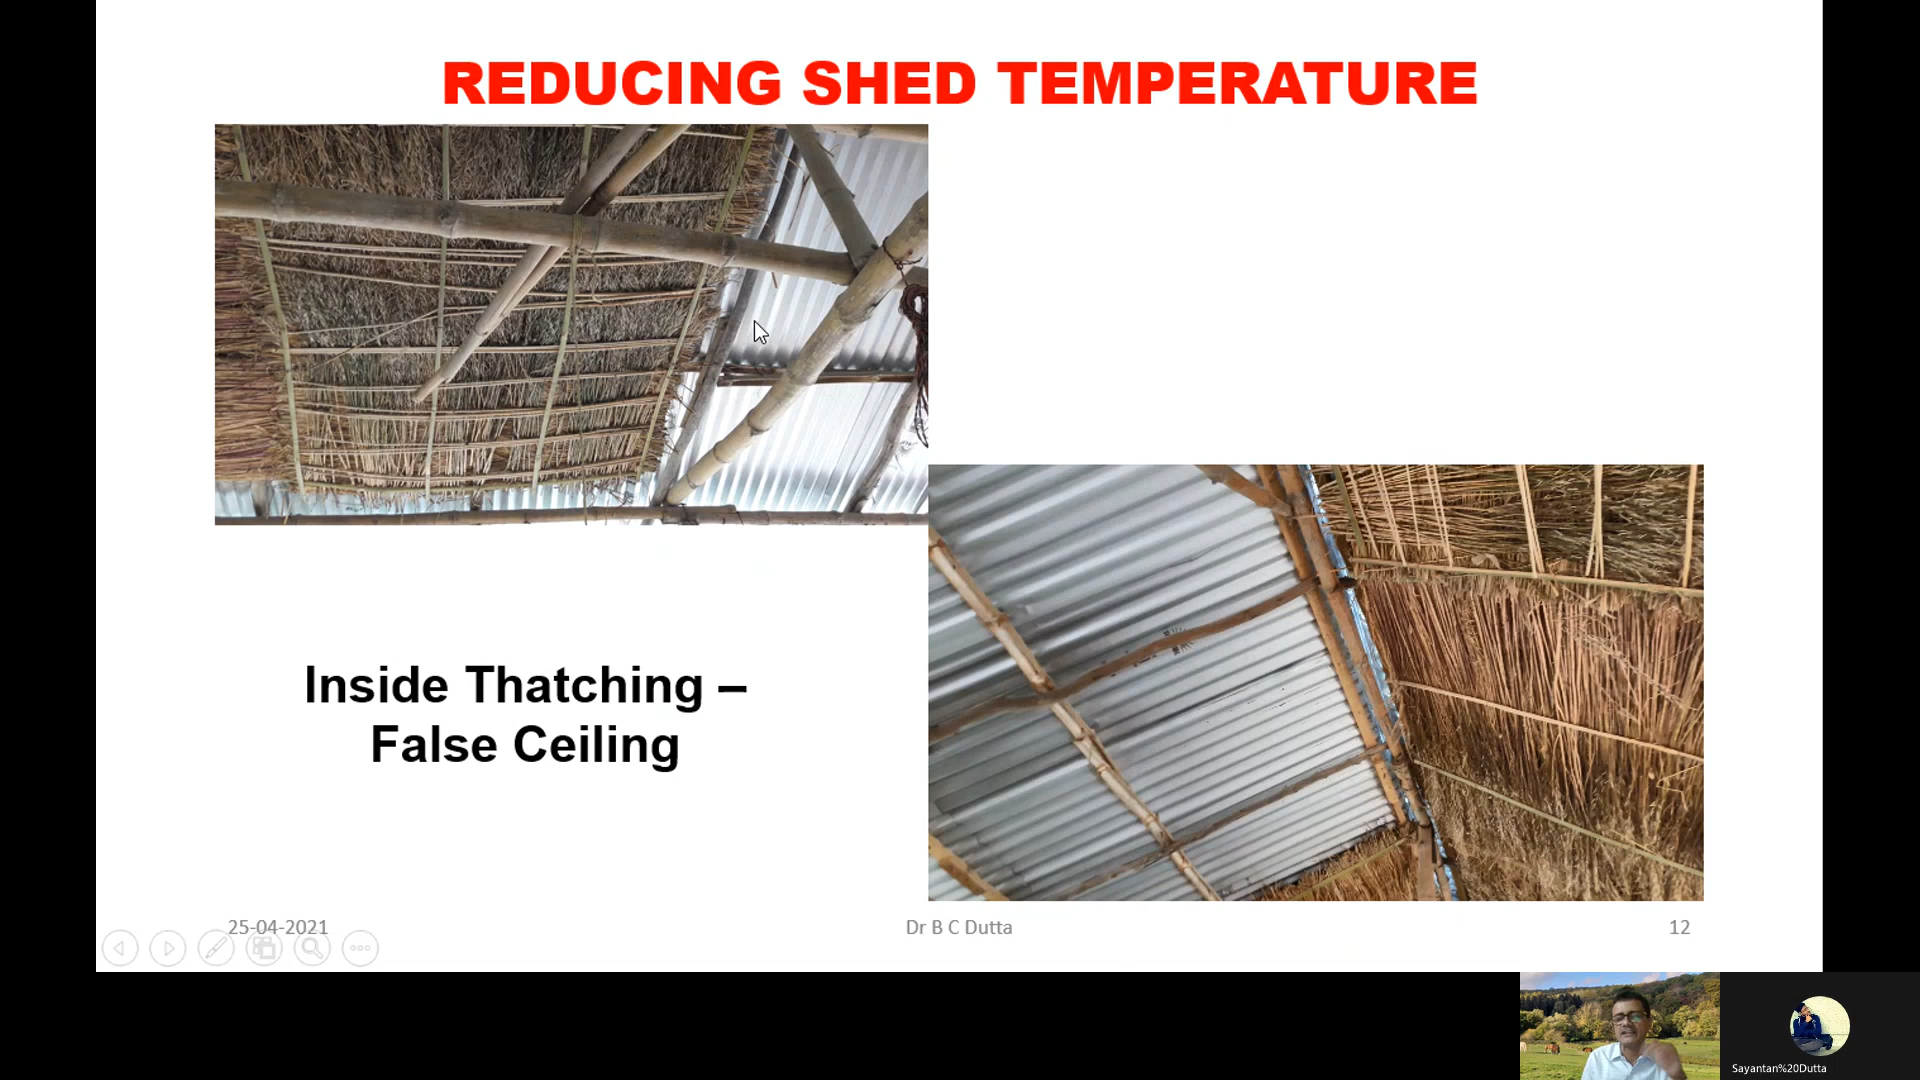 REDUCING SHED TEMPERATURE
Inside Thatching –
False Ceiling
25-04-2021
Dr B C Dutta
12
Sayantan%20Dutta